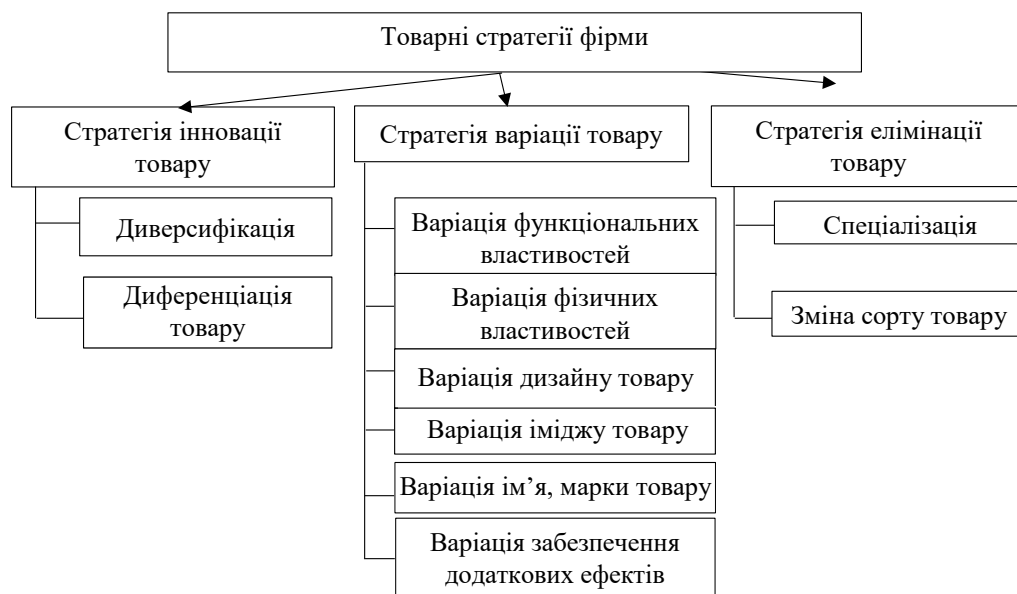 Товарні стратегії фірми
Стратегія інновації
товару
Диверсифікація
Диференціація
товару
Стратегія варіації товару
Варіація функціональних
властивостей
Варіація фізичних
властивостей
Варіація дизайну товару
Варіація іміджу товару
Варіація ім’я, марки товару
Варіація забезпечення
додаткових ефектів
Стратегія елімінації
товару
Спеціалізація
Зміна сорту товару